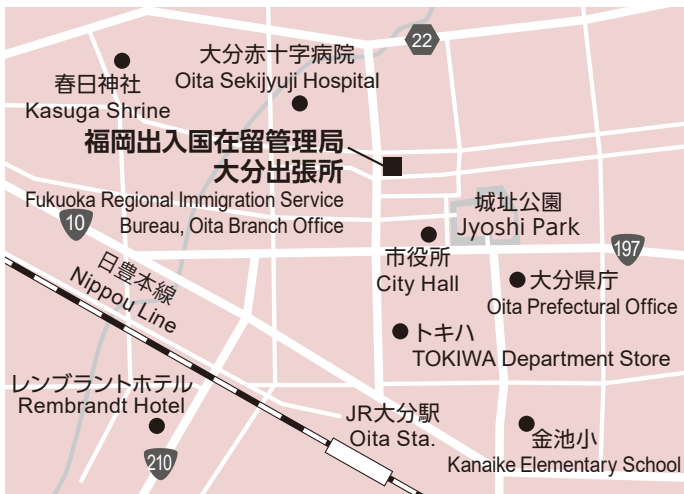 22
大分赤十字病院
Oita Sekijyuji Hospital
春日神社
Kasuga Shrine
福岡出入国在留管理局
大分出張所
Fukuoka Regional Immigration Service
Bureau, Oita Branch Office
城址公園
Jyoshi Park
10
197
市役所
City Hall
大分県庁
Oita Prefectural Office
日豊本線
Nippou Line
トキハ
TOKIWA Department Store
レンブラントホテル
Rembrandt Hotel
JR大分駅
Oita Sta.
210
金池小
Kanaike Elementary School